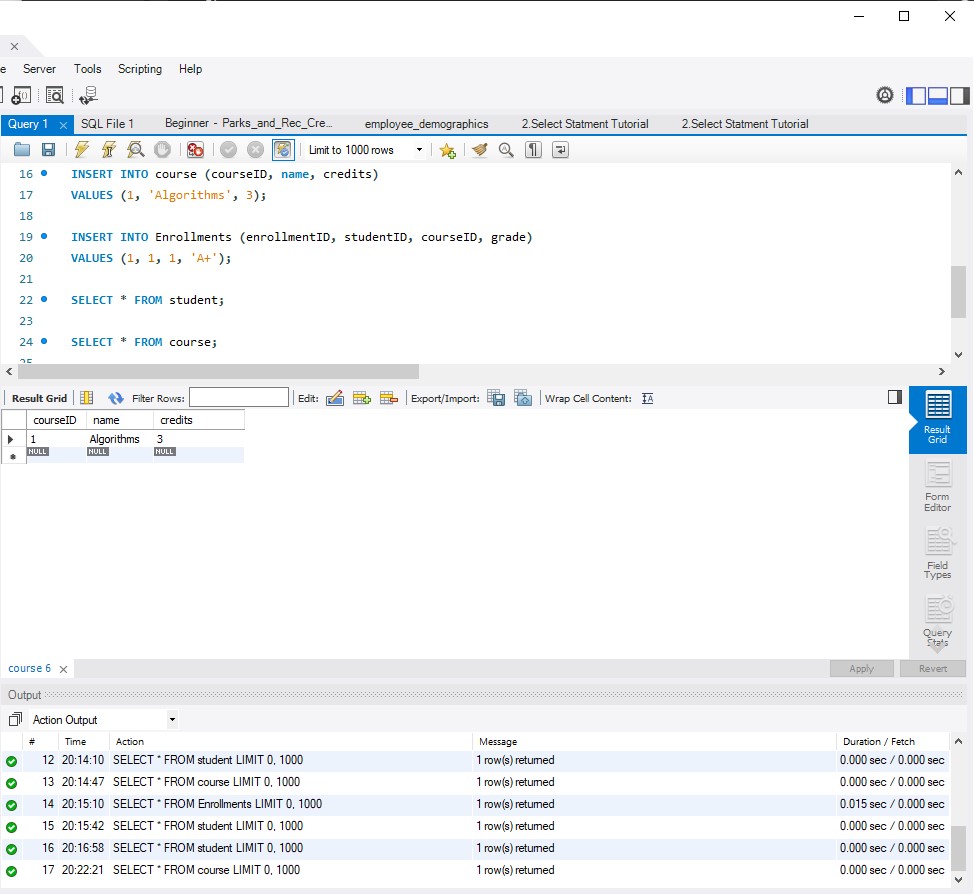 e Server Tools Scripting Help
Query 1 SQL File 1 Beginner - Parks_and_Rec_Cre... employee_demographics 2.Select Statment Tutorial 2.Select Statment Tutorial
Limit to 1000 rows
16 INSERT INTO course (courseID, name, credits)
17 VALUES (1, 'Algorithms', 3);
18
19 INSERT INTO Enrollments (enrollmentID, studentID, courseID, grade)
20 VALUES (1, 1, 1, 'A+');
21
22 SELECT * FROM student;
23
24 SELECT * FROM course;
25
Result Grid Filter Rows: Edit: Export/Import: Wrap Cell Content: IA
courseID name credits
1 Algorithms 3
NULL NULL NULL
Result
Grid
Form
Editor
Field
Types
Query
Stats
course 6 Apply Revert
Output
Action Output
# Time Action Message Duration / Fetch
12 20:14:10 SELECT * FROM student LIMIT 0, 1000 1 row(s) returned 0.000 sec / 0.000 sec
13 20:14:47 SELECT * FROM course LIMIT 0, 1000 1 row(s) returned 0.000 sec / 0.000 sec
14 20:15:10 SELECT * FROM Enrollments LIMIT 0, 1000 1 row(s) returned 0.015 sec / 0.000 sec
15 20:15:42 SELECT * FROM student LIMIT 0, 1000 1 row(s) returned 0.000 sec / 0.000 sec
16 20:16:58 SELECT * FROM student LIMIT 0, 1000 1 row(s) returned 0.000 sec / 0.000 sec
17 20:22:21 SELECT * FROM course LIMIT 0, 1000 1 row(s) returned 0.000 sec / 0.000 sec